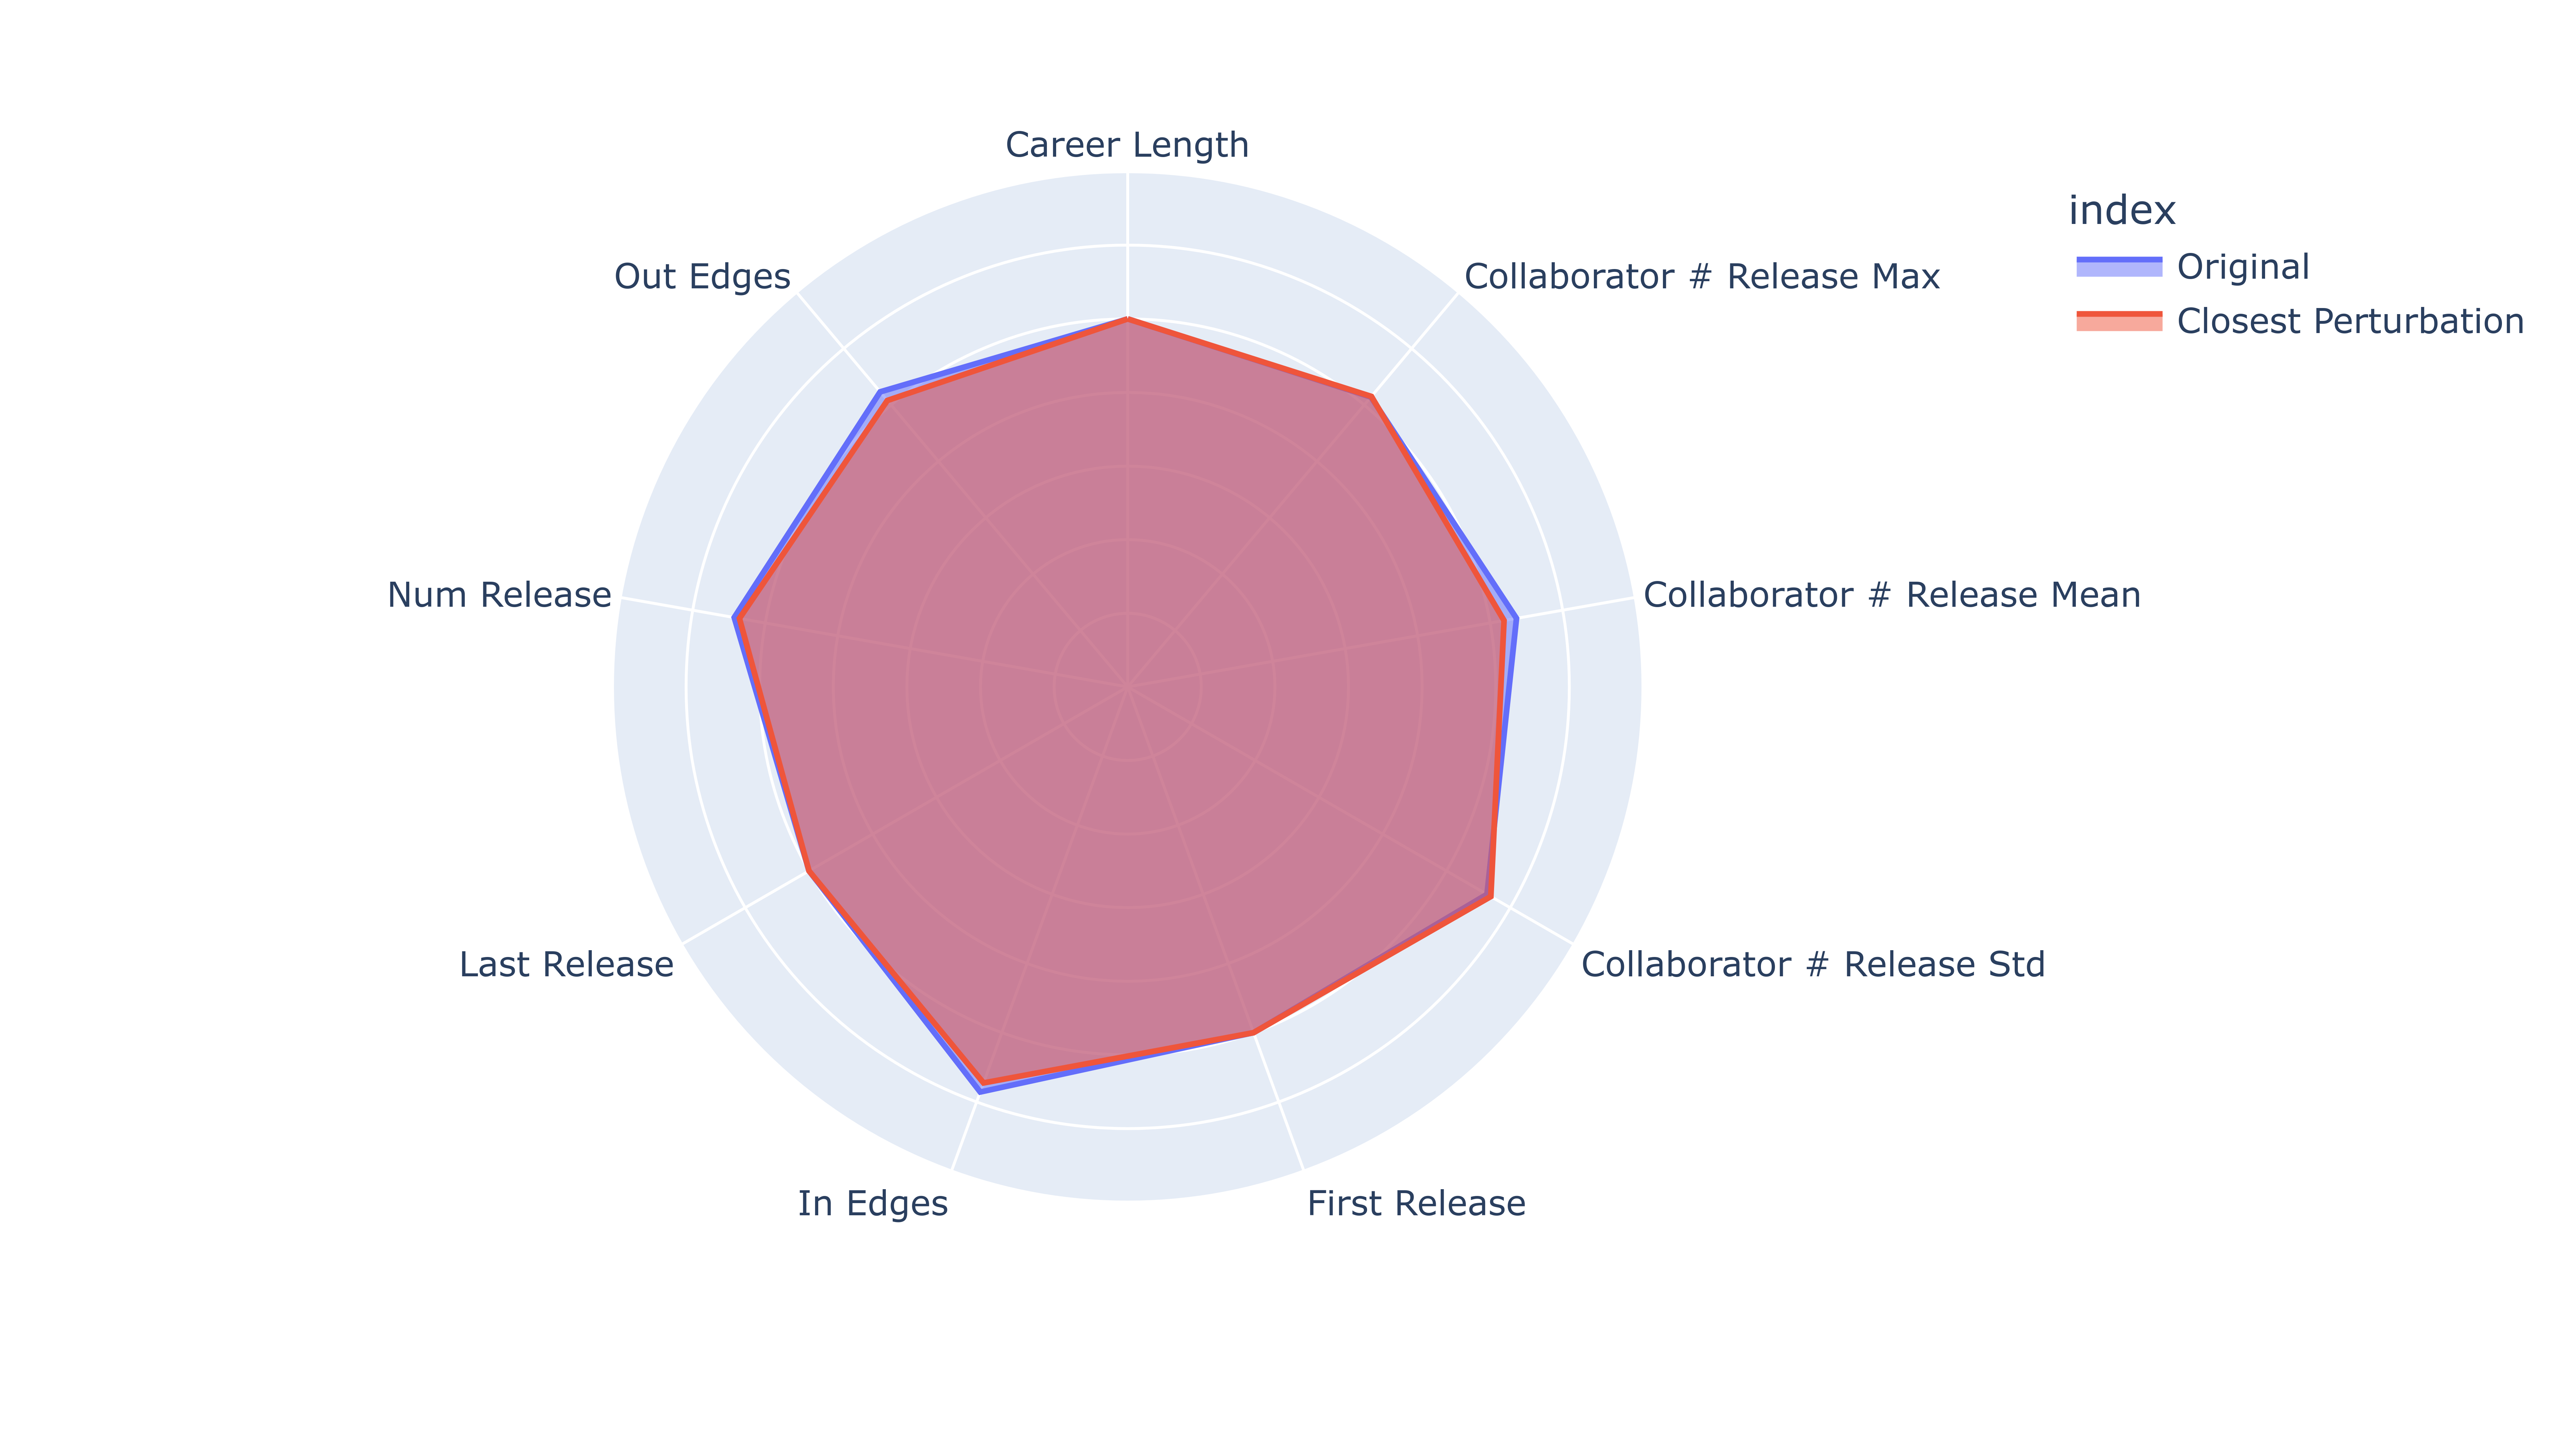 Career Length
Out Edges
Collaborator # Release Max
index
Original
Closest Perturbation
Num Release
Collaborator # Release Mean
Last Release
Collaborator # Release Std
In Edges
First Release